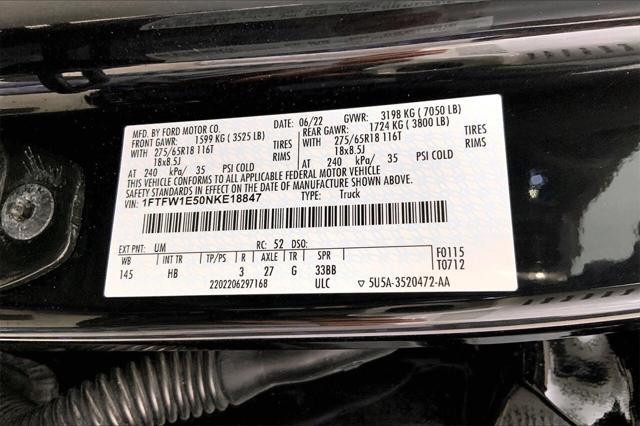 MFD. BY FORD MOTOR CO. DATE: 06/22 GVWR: 3198 KG (7050 LB)
FRONT GAWR: 1599 KG (3525 LB) REAR GAWR: 1724 KG (3800 LB)
WITH 275/65R18 116T TIRES WITH 275/65R18 116T TIRES
18x8.5J RIMS 18x8.5J RIMS
AT 240 kPa/ 35 PSI COLD AT 240 kPa/ 35 PSI COLD
THIS VEHICLE CONFORMS TO ALL APPLICABLE FEDERAL MOTOR VEHICLE
SAFETY STANDARDS IN EFFECT ON THE DATE OF MANUFACTURE SHOWN ABOVE.
VIN: 1FTFW1E50NKE18847 TYPE: Truck
EXT PNT: UM RC: 52 DSO: F0115
WB INT TR TP/PS R AXLE TR SPR T0712
145 HB 3 27 G 33BB
2202206297168 ULC ▽ 5U5A-3520472-AA